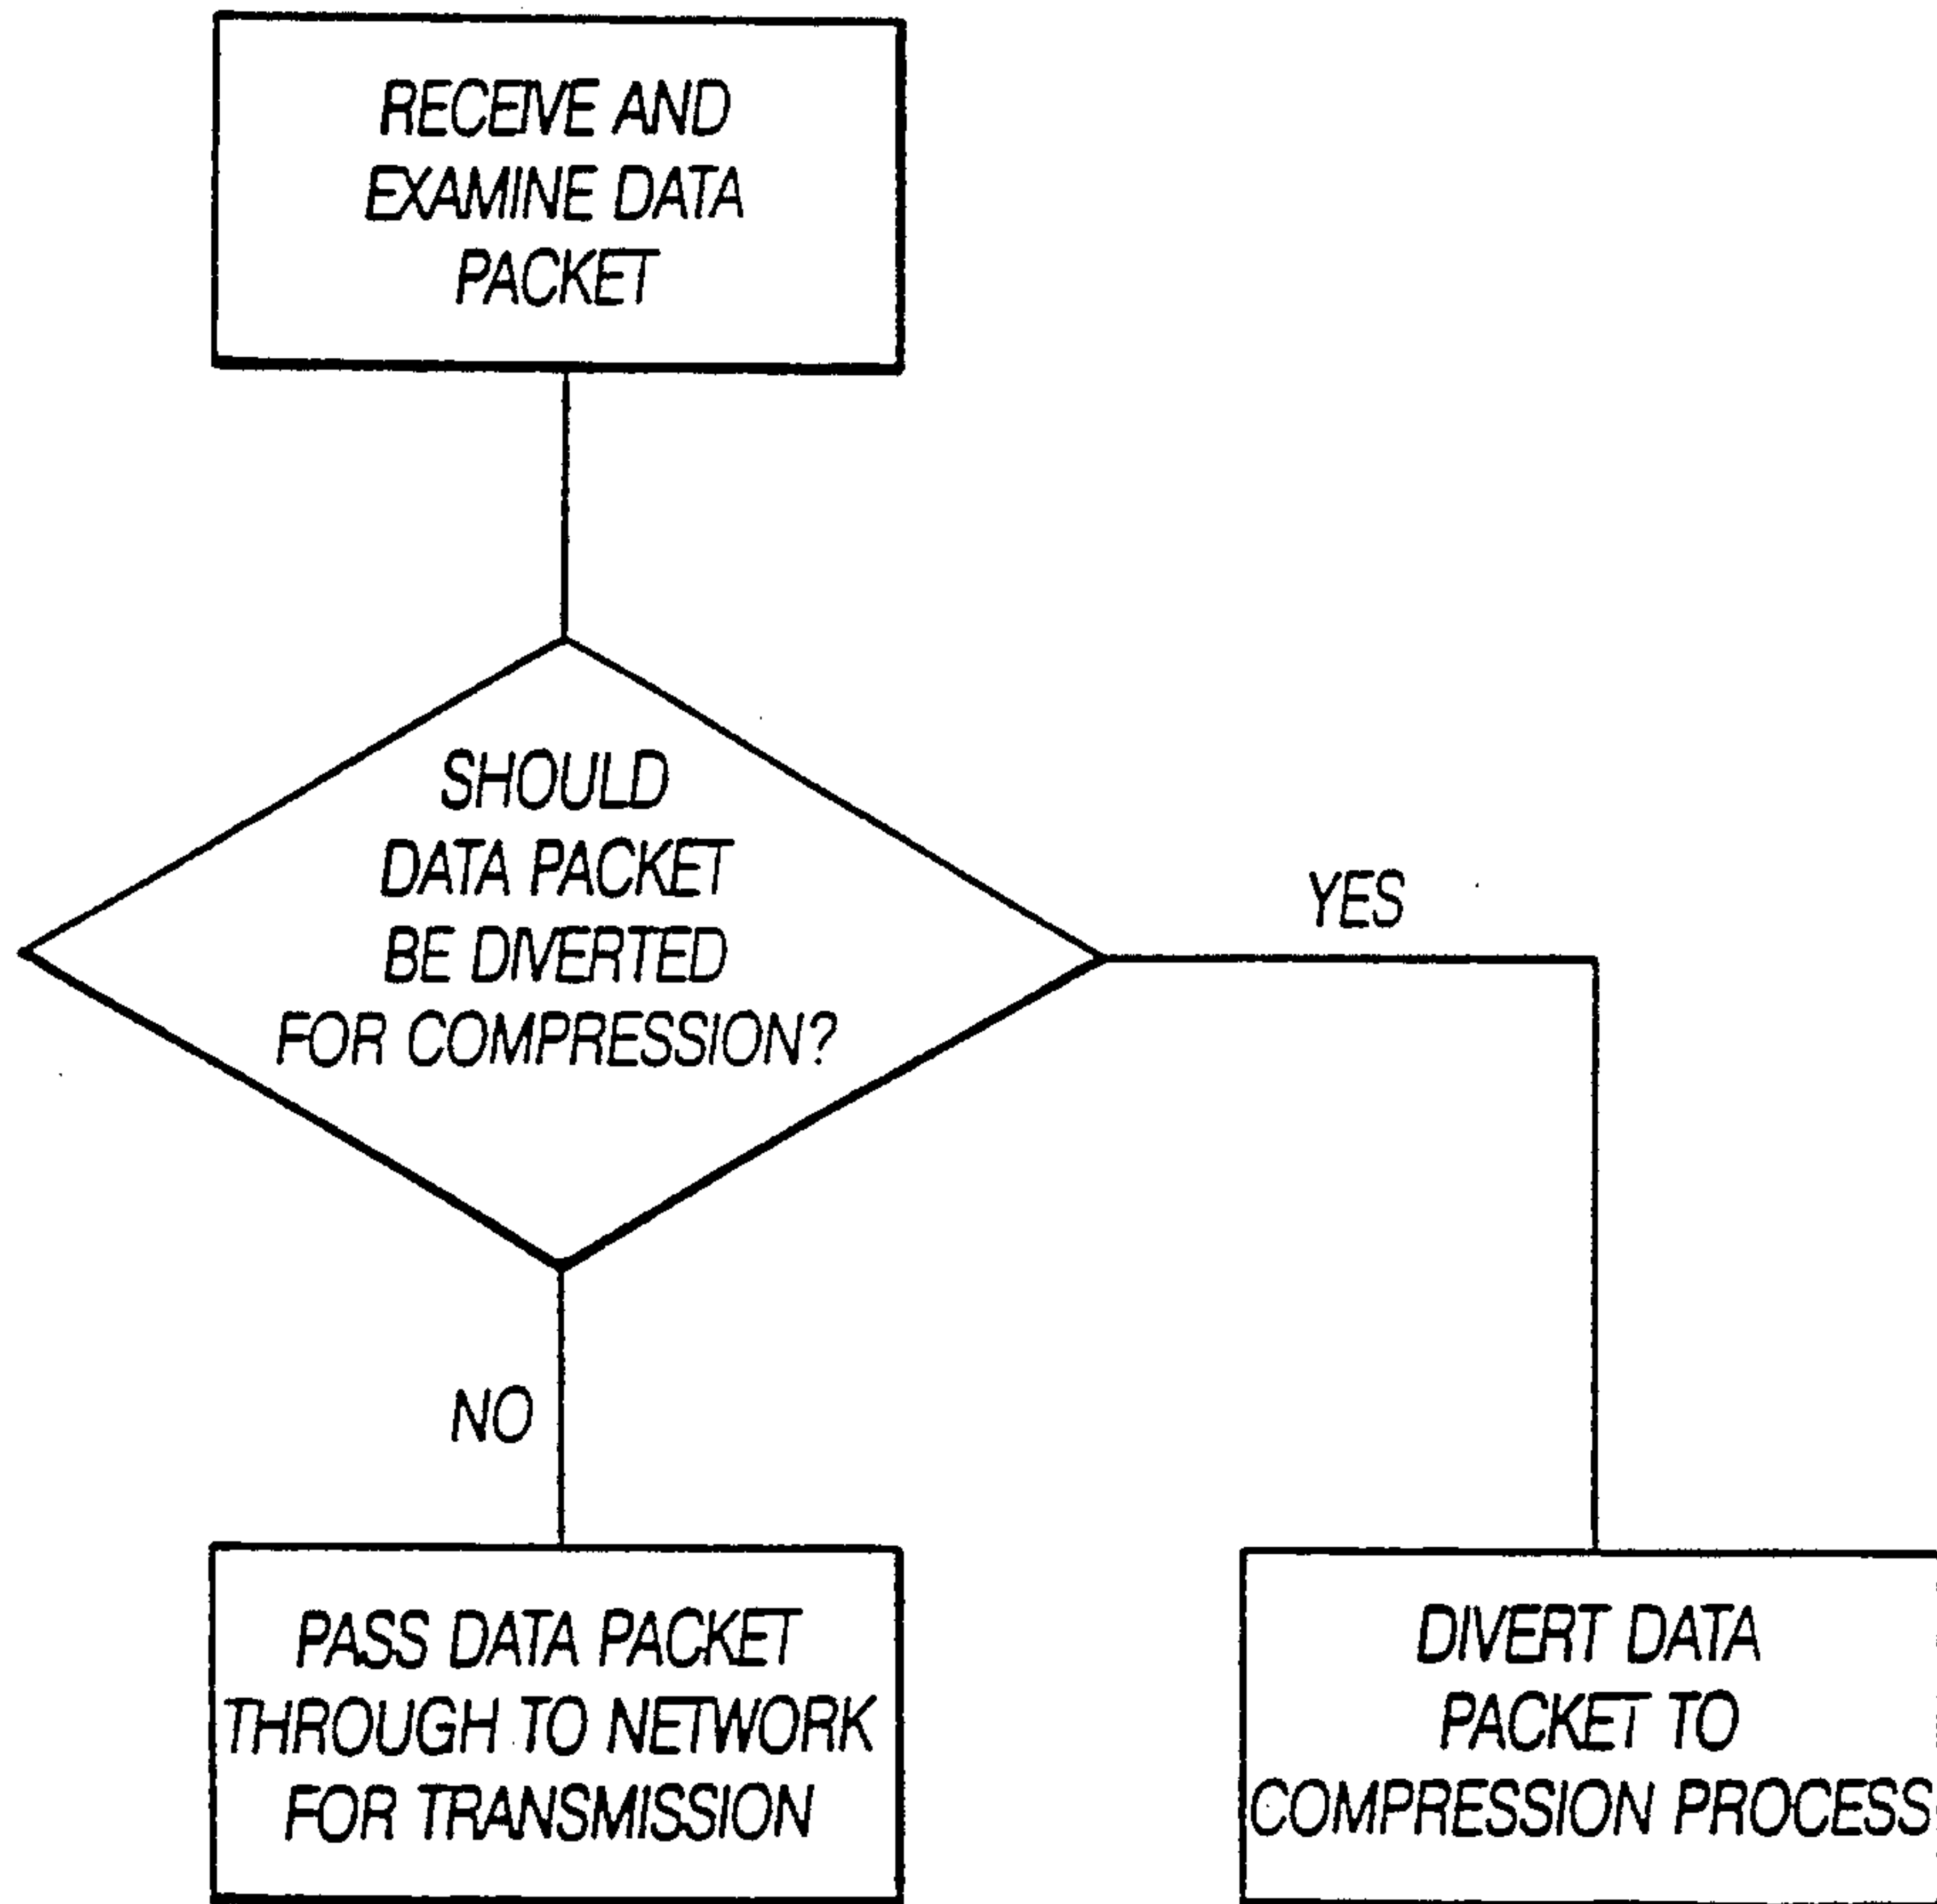 RECEIVE AND
EXAMINE DATA
PACKET
SHOULD
DATA PACKET
BE DIVERTED
FOR COMPRESSION?
YES
NO
PASS DATA PACKET
THROUGH TO NETWORK
FOR TRANSMISSION
DIVERT DATA
PACKET TO
COMPRESSION PROCESS